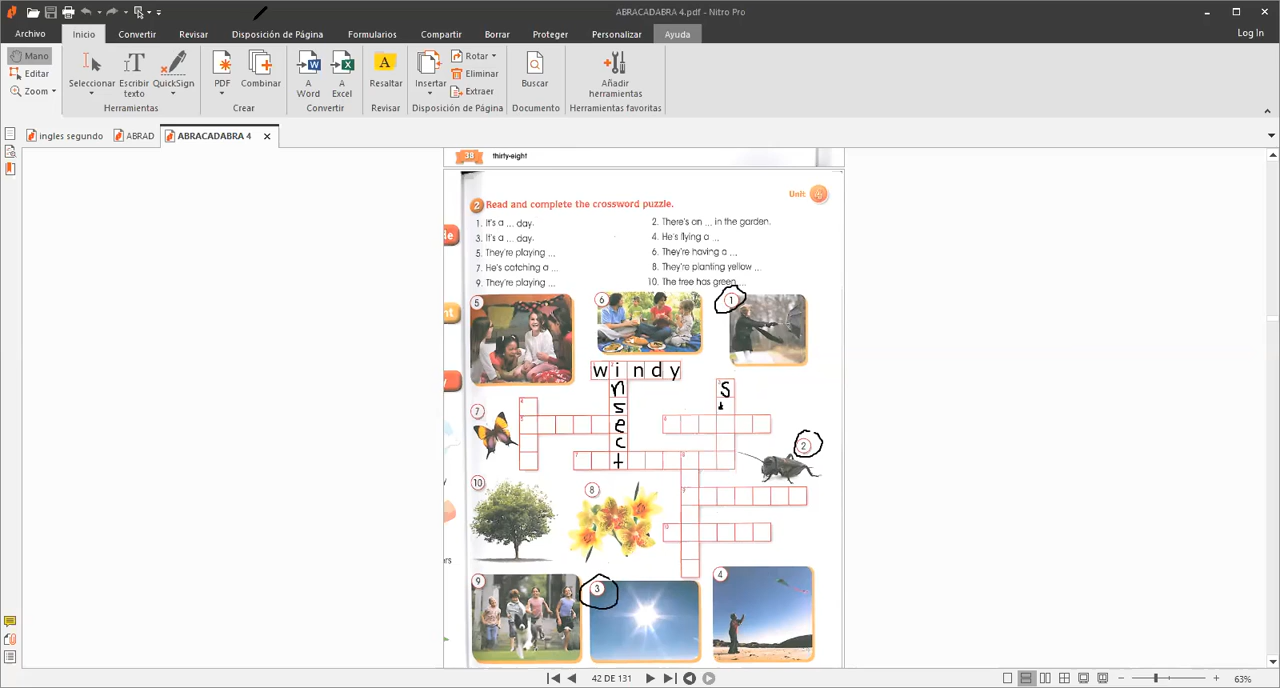 ABRACADABRA 4.pdf - Nitro Pro
Archivo Inicio Convertir Revisar Disposición de Página Formularios Compartir Borrar Proteger Personalizar Ayuda Log In
Mano
Editar
Zoom
Seleccionar
Escribir texto
QuickSign
Herramientas
PDF
Combinar
Crear
A Word
A Excel
Convertir
Resaltar
Revisar
Insertar
Rotar
Eliminar
Extraer
Disposición de Página
Buscar
Documento
Añadir herramientas
Herramientas favoritas
ingles segundo ABRAD ABRACADABRA 4
38 thirty-eight
Unit
2 Read and complete the crossword puzzle.
1. It's a ... day.
2. There's an ... in the garden.
3. It's a ... day.
4. He's flying a ...
5. They're playing ...
6. They're having a ...
7. He's catching a ...
8. They're planting yellow ...
9. They're playing ...
10. The tree has green ...
5 6 1
windy
n
s
e
c
t
S
7
2
10 8
9 3 4
42 DE 131
63%